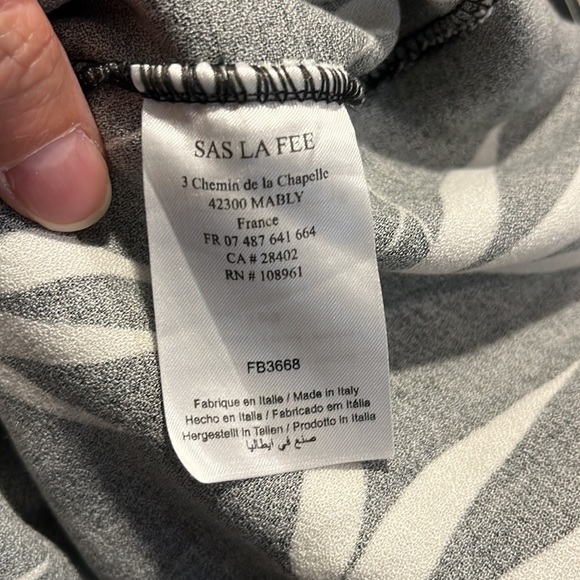 SAS LA FEE
3 Chemin de la Chapelle
42300 MABLY
France
FR 07 487 641 664
CA # 28402
RN # 108961
FB3668
Fabrique en Italie / Made in Italy
Hecho en Italia / Fabricado em Itália
Hergestellt in Talien / Prodotto in Italia
صنع في ايطاليا